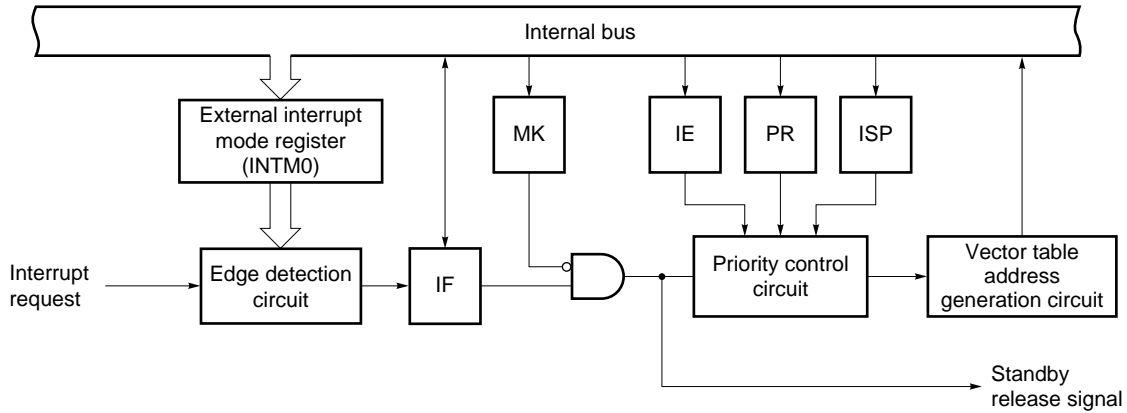 Internal bus
External interrupt
mode register
(INTM0)
MK
IE
PR
ISP
Interrupt
request
Edge detection
circuit
IF
Priority control
circuit
Vector table
address
generation circuit
Standby
release signal